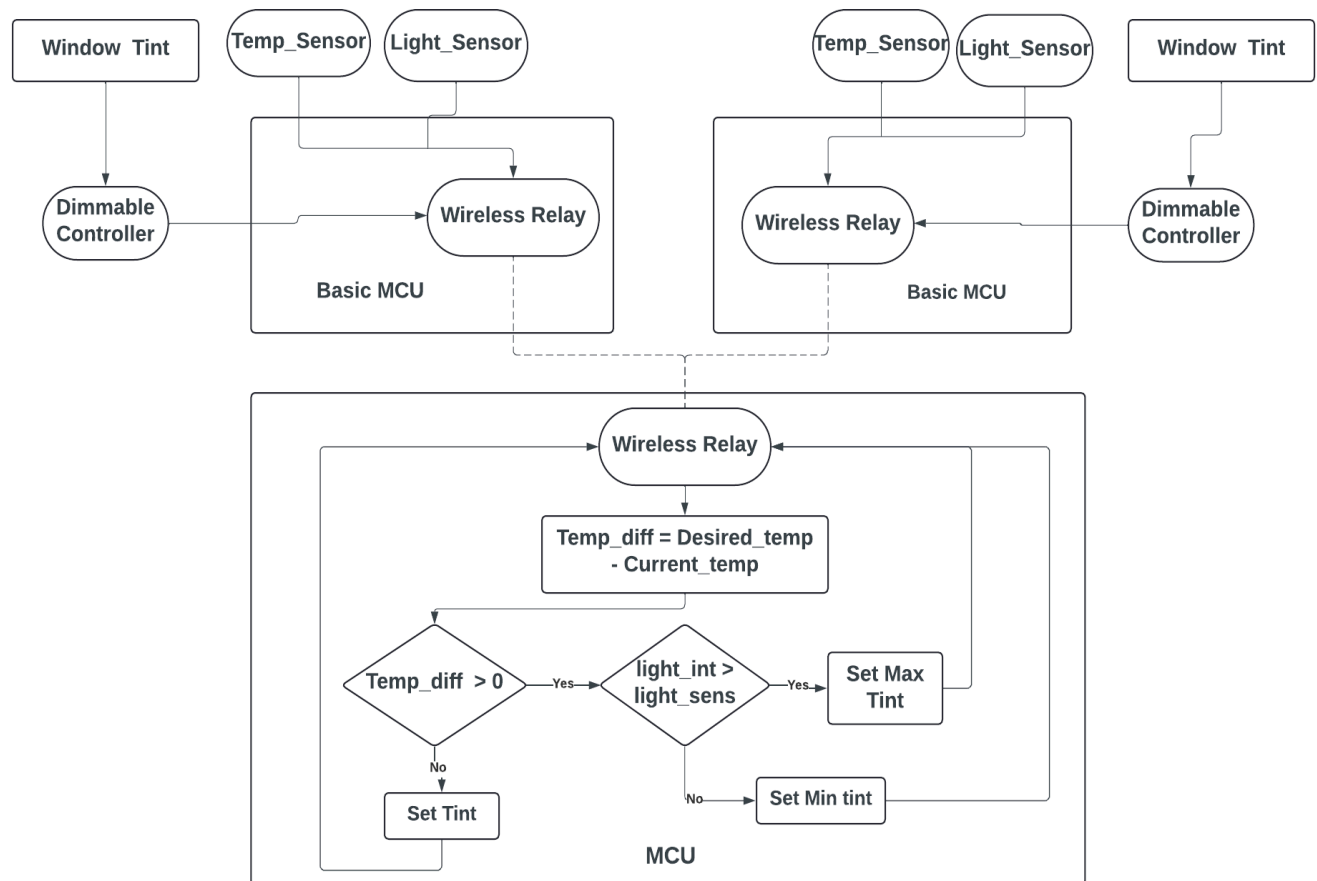 Window Tint
Temp_Sensor
Light_Sensor
Temp_Sensor
Light_Sensor
Window Tint
Dimmable
Controller
Wireless Relay
Basic MCU
Wireless Relay
Basic MCU
Dimmable
Controller
Wireless Relay
Temp_diff = Desired_temp
- Current_temp
Temp_diff > 0
Yes
light_int >
light_sens
Yes
Set Max
Tint
No
Set Tint
No
Set Min tint
MCU